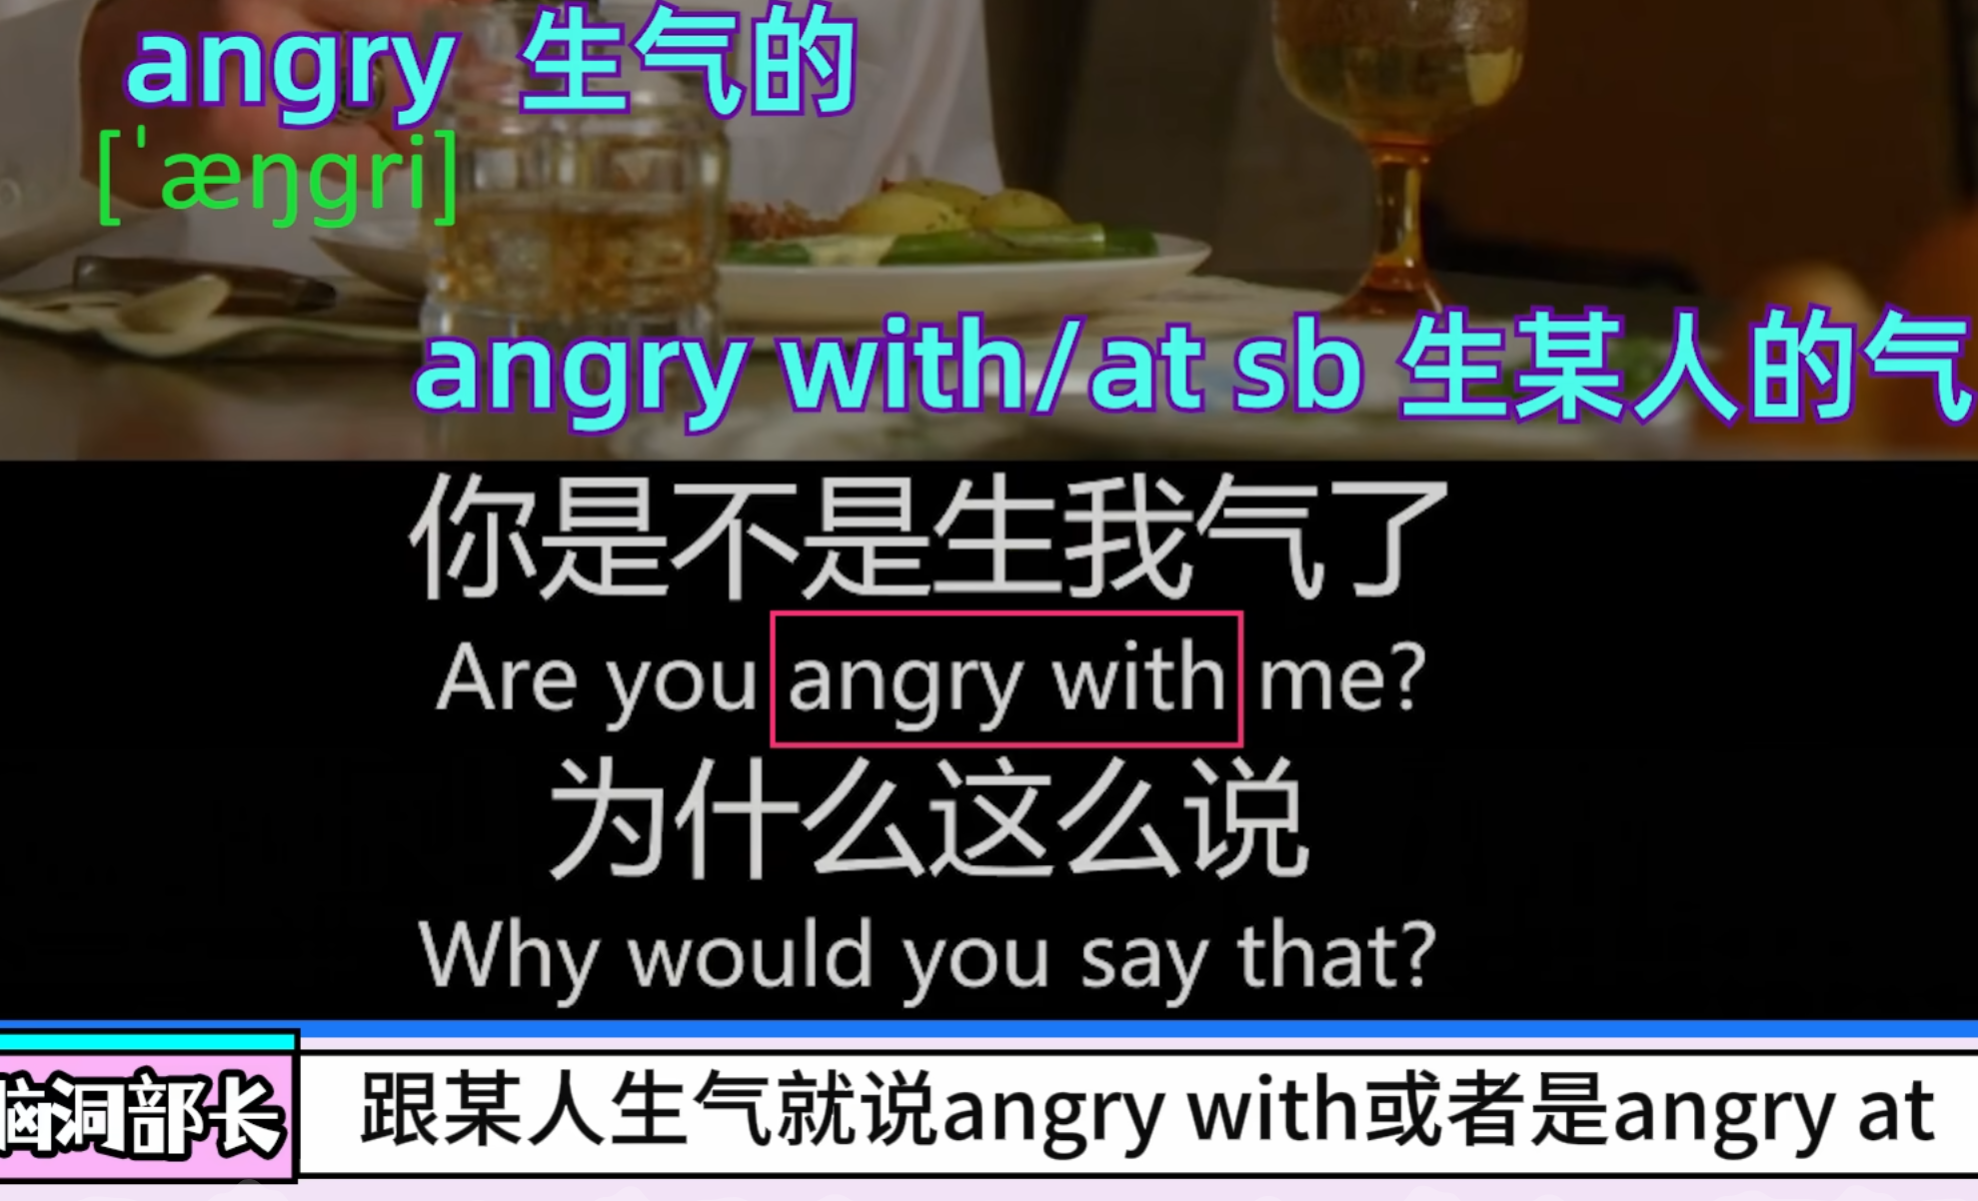 angry 生气的
[ˈæŋgri]
angry with/at sb 生某人的气
你是不是生我气了
Are you angry with me?
为什么这么说
Why would you say that?
脑洞部长
跟某人生气就说angry with或者是angry at